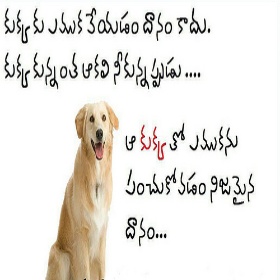 కుక్కకు ఎముక వేయడం దానం కాదు.
కుక్కకున్నంత ఆకలి నీకున్నప్పుడు ....
ఆ కుక్కతో ఎముకను
పంచుకోవడం నిజమైన
దానం...